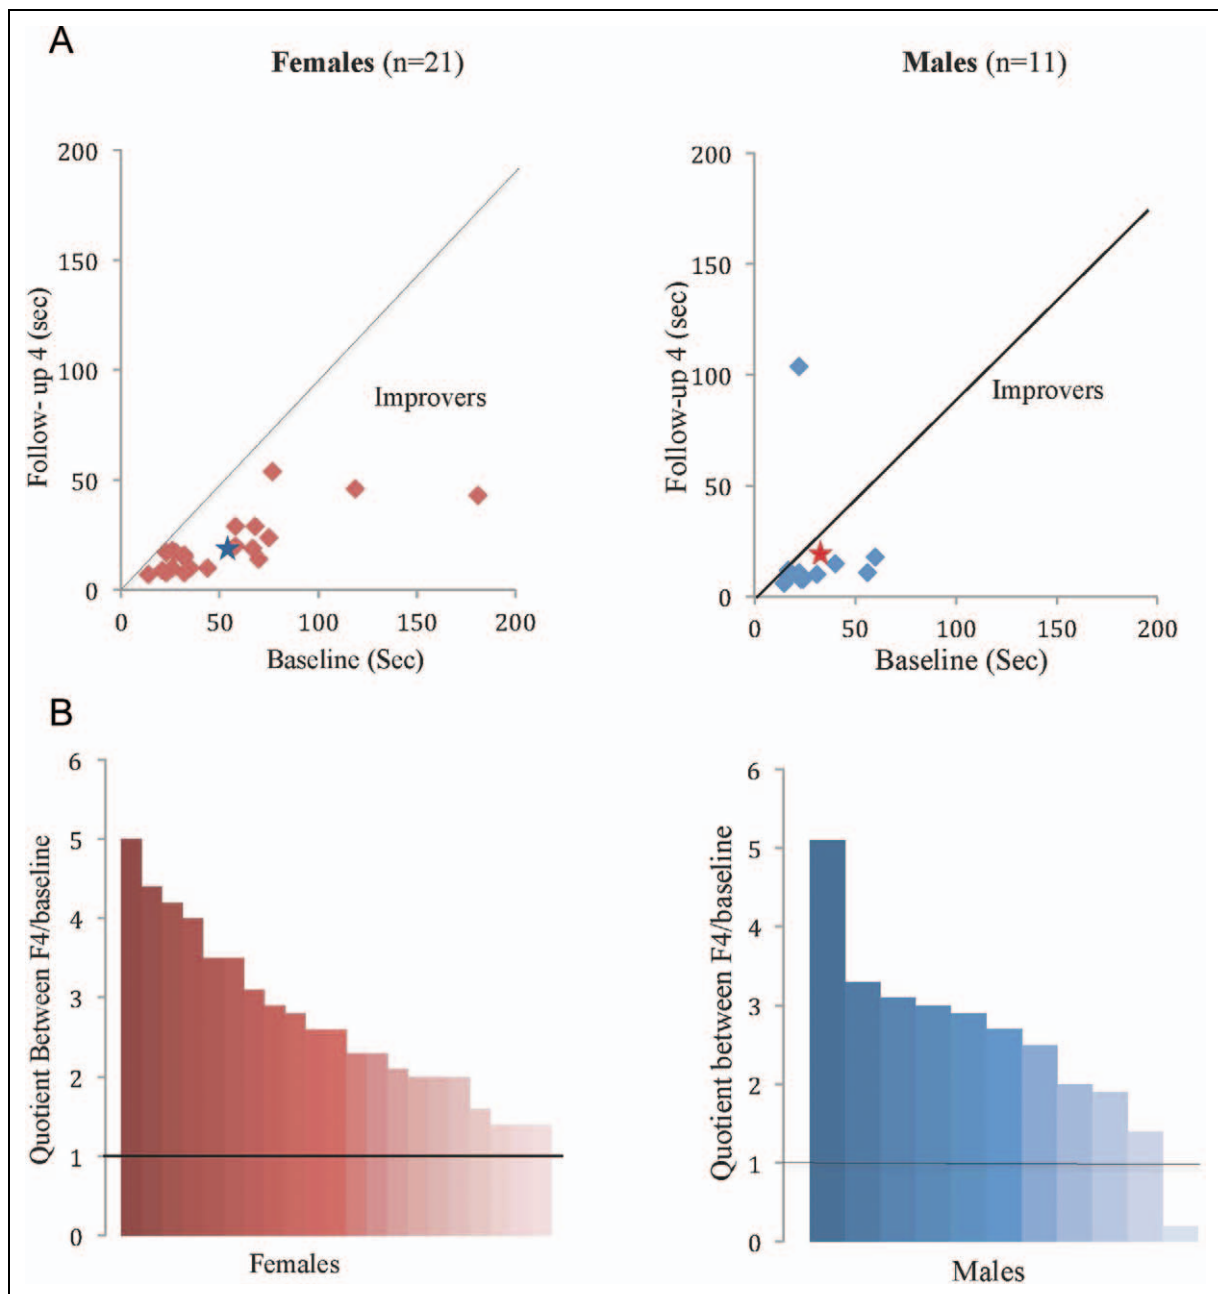 A
Females (n=21)
Males (n=11)
200
150
100
50
0
Follow- up 4 (sec)
Improvers
0 50 100 150 200
Baseline (Sec)
200
150
100
50
0
Follow-up 4 (sec)
Improvers
0 50 100 150 200
Baseline (Sec)
B
6
5
4
3
2
1
0
Quotient Between F4/baseline
Females
6
5
4
3
2
1
0
Quotient between F4/baseline
Males